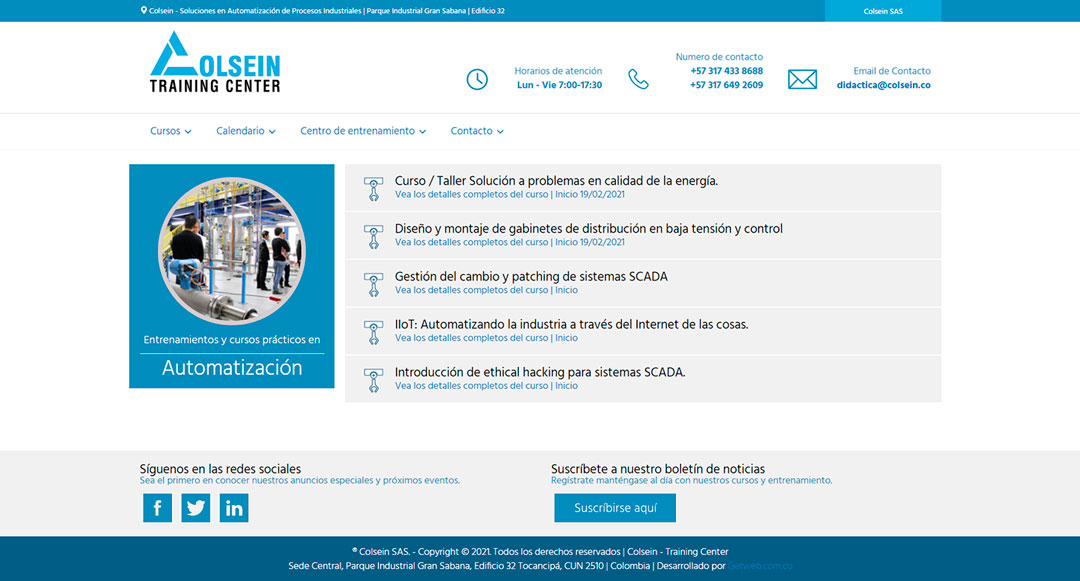 Colsein - Soluciones en Automatización de Procesos Industriales | Parque Industrial Gran Sabana | Edificio 32
Colsein SAS
COLSEIN
TRAINING CENTER
Horarios de atención
Lun - Vie 7:00-17:30
Numero de contacto
+57 317 433 8688
+57 317 649 2609
Email de Contacto
didactica@colsein.co
Cursos
Calendario
Centro de entrenamiento
Contacto
Entrenamientos y cursos prácticos en
Automatización
Curso / Taller Solución a problemas en calidad de la energía.
Vea los detalles completos del curso | Inicio 19/02/2021
Diseño y montaje de gabinetes de distribución en baja tensión y control
Vea los detalles completos del curso | Inicio 19/02/2021
Gestión del cambio y patching de sistemas SCADA
Vea los detalles completos del curso | Inicio
IIoT: Automatizando la industria a través del Internet de las cosas.
Vea los detalles completos del curso | Inicio
Introducción de ethical hacking para sistemas SCADA.
Vea los detalles completos del curso | Inicio
Síguenos en las redes sociales
Sea el primero en conocer nuestros anuncios especiales y próximos eventos.
Suscríbete a nuestro boletín de noticias
Regístrate manténgase al día con nuestros cursos y entrenamiento.
Suscríbirse aquí
® Colsein SAS. - Copyright © 2021. Todos los derechos reservados | Colsein - Training Center
Sede Central, Parque Industrial Gran Sabana, Edificio 32 Tocancipá, CUN 2510 | Colombia | Desarrollado por Getweb.com.co